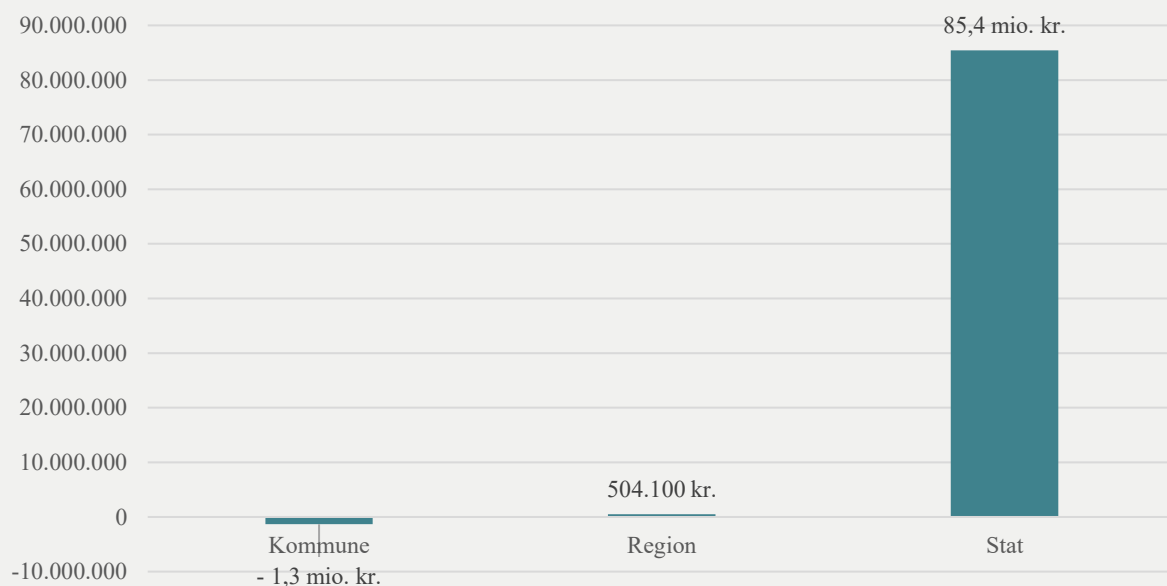 90.000.000
85,4 mio. kr.
80.000.000
70.000.000
60.000.000
50.000.000
40.000.000
30.000.000
20.000.000
10.000.000
504.100 kr.
0
Kommune
Region
Stat
-10.000.000
- 1,3 mio. kr.